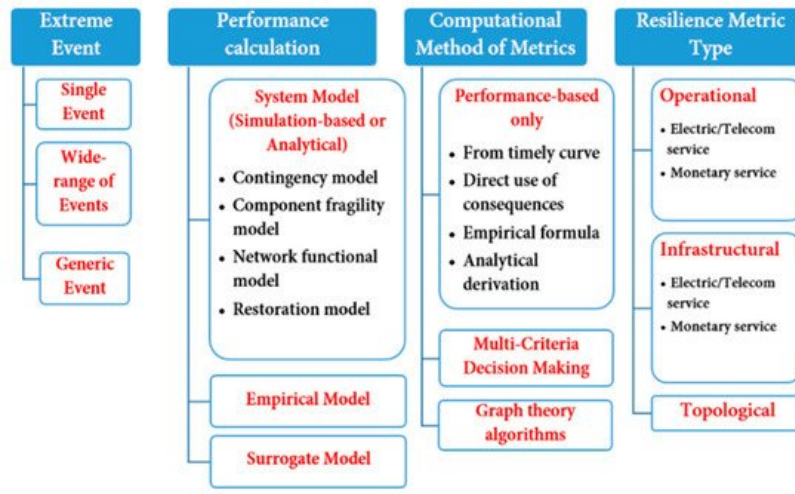 Extreme
Event
Single
Event
Wide-
range of
Events
Generic
Event
Performance
calculation
System Model
(Simulation-based or
Analytical)
• Contingency model
• Component fragility
model
• Network functional
model
• Restoration model
Empirical Model
Surrogate Model
Computational
Method of Metrics
Performance-based
only
• From timely curve
• Direct use of
consequences
• Empirical formula
• Analytical
derivation
Multi-Criteria
Decision Making
Graph theory
algorithms
Resilience Metric
Type
Operational
• Electric/Telecom
service
• Monetary service
Infrastructural
• Electric/Telecom
service
• Monetary service
Topological